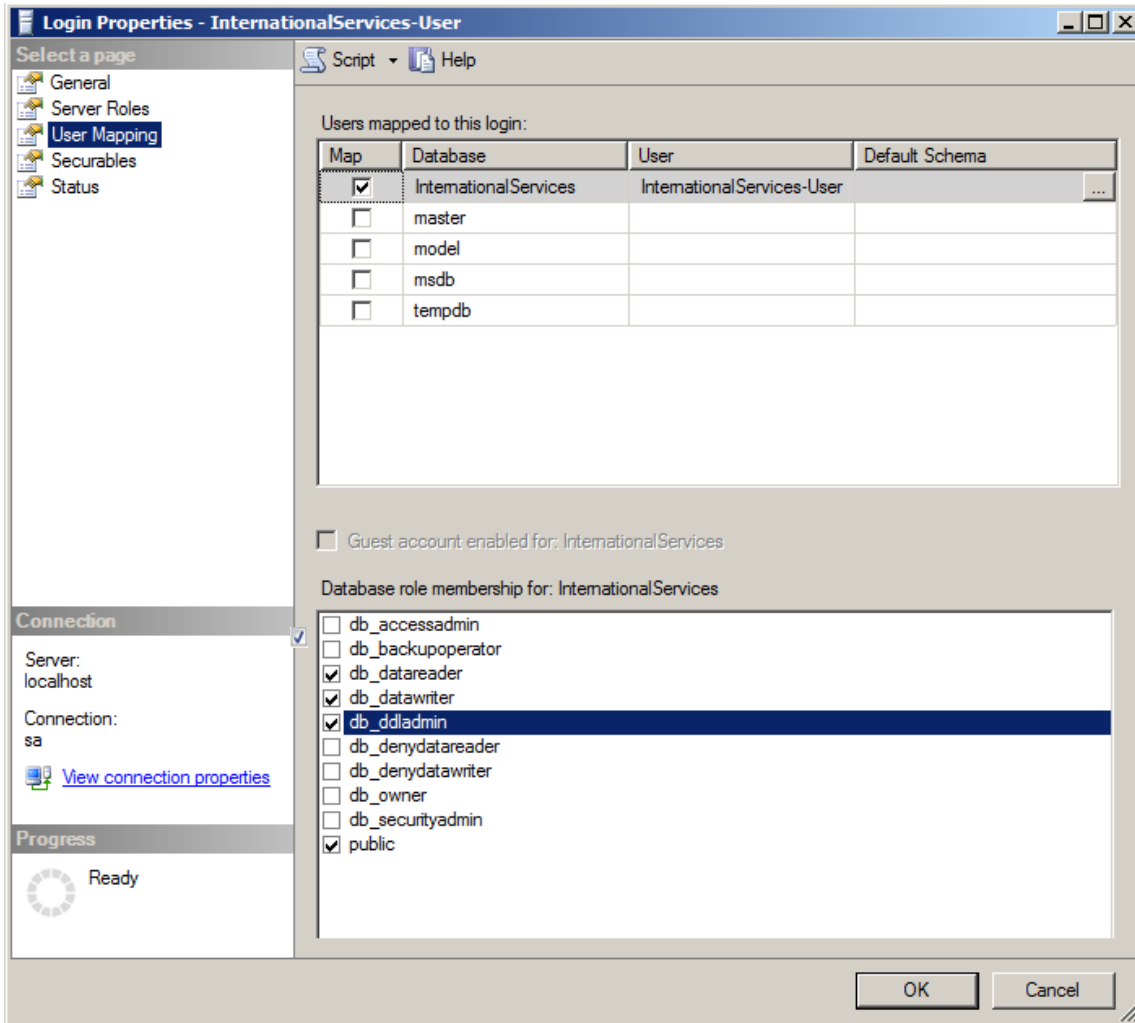 Login Properties - InternationalServices-User
Select a page
General
Server Roles
User Mapping
Securables
Status
Script Help
Users mapped to this login:
Map Database User Default Schema
InternationalServices InternationalServices-User ...
master
model
msdb
tempdb
Guest account enabled for: InternationalServices
Database role membership for: InternationalServices
db_accessadmin
db_backupoperator
db_datareader
db_datawriter
db_ddladmin
db_denydatareader
db_denydatawriter
db_owner
db_securityadmin
public
Connection
Server:
localhost
Connection:
sa
View connection properties
Progress
Ready
OK Cancel